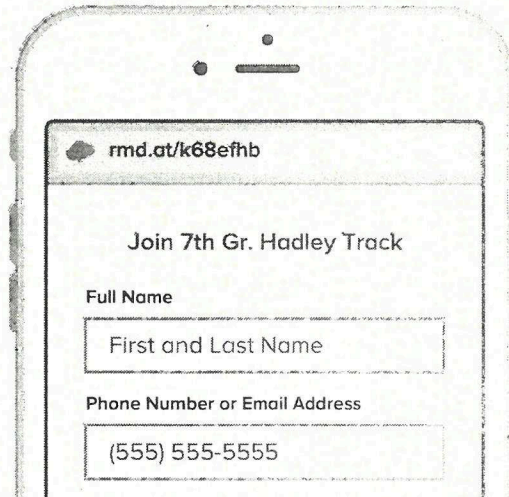 rmd.at/k68efhb
Join 7th Gr. Hadley Track
Full Name
First and Last Name
Phone Number or Email Address
(555) 555-5555